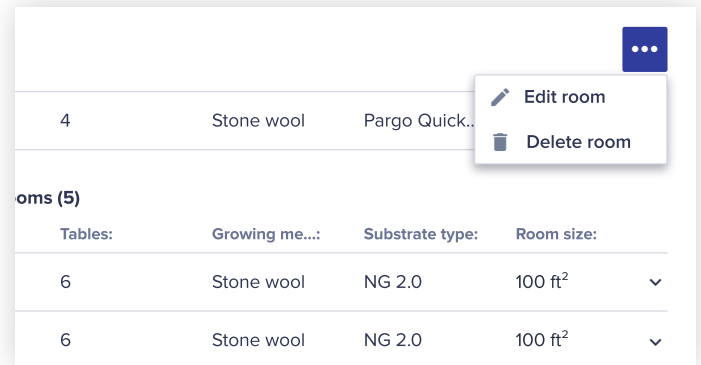 Edit room
4 Stone wool Pargo Quick..
Delete room
ooms (5)
Tables: Growing me...: Substrate type: Room size:
6 Stone wool NG 2.0 100 ft²
6 Stone wool NG 2.0 100 ft²